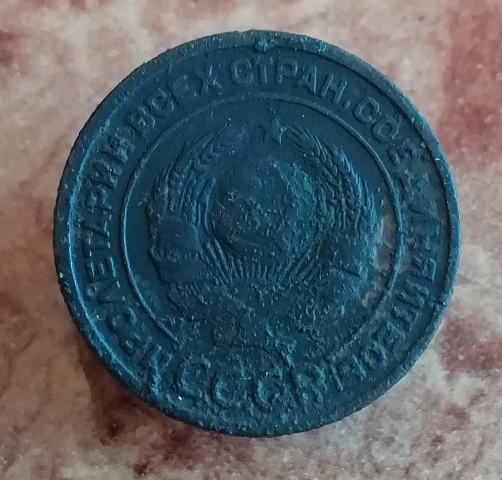 ПРОЛЕТАРИИ ВСЕХ СТРАН, СОЕДИНЯЙТЕСЬ!
СССР